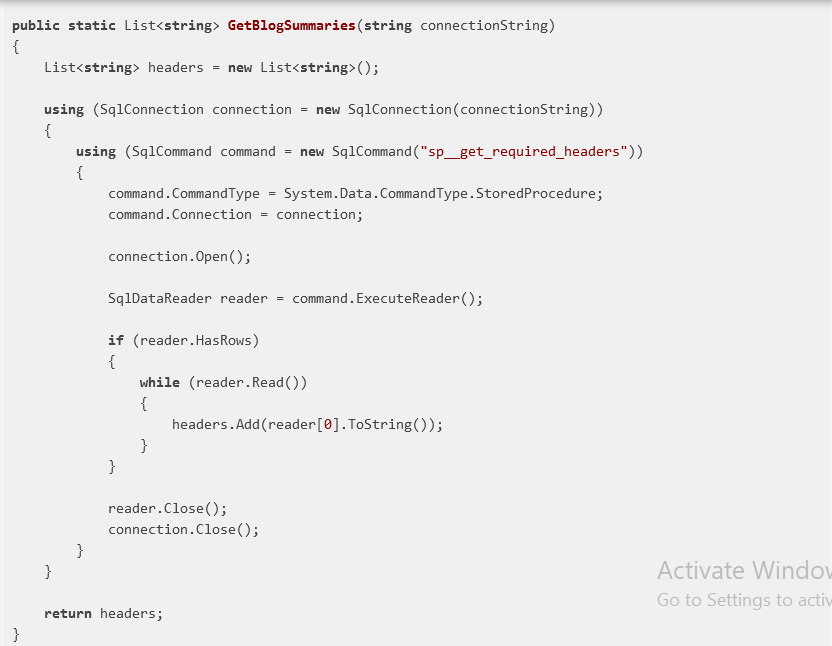 public static List<string> GetBlogSummaries(string connectionString)
{
    List<string> headers = new List<string>();

    using (SqlConnection connection = new SqlConnection(connectionString))
    {
        using (SqlCommand command = new SqlCommand("sp__get_required_headers"))
        {
            command.CommandType = System.Data.CommandType.StoredProcedure;
            command.Connection = connection;

            connection.Open();

            SqlDataReader reader = command.ExecuteReader();

            if (reader.HasRows)
            {
                while (reader.Read())
                {
                    headers.Add(reader[0].ToString());
                }
            }

            reader.Close();
            connection.Close();
        }
    }

    return headers;
}
Activate Window
Go to Settings to activ